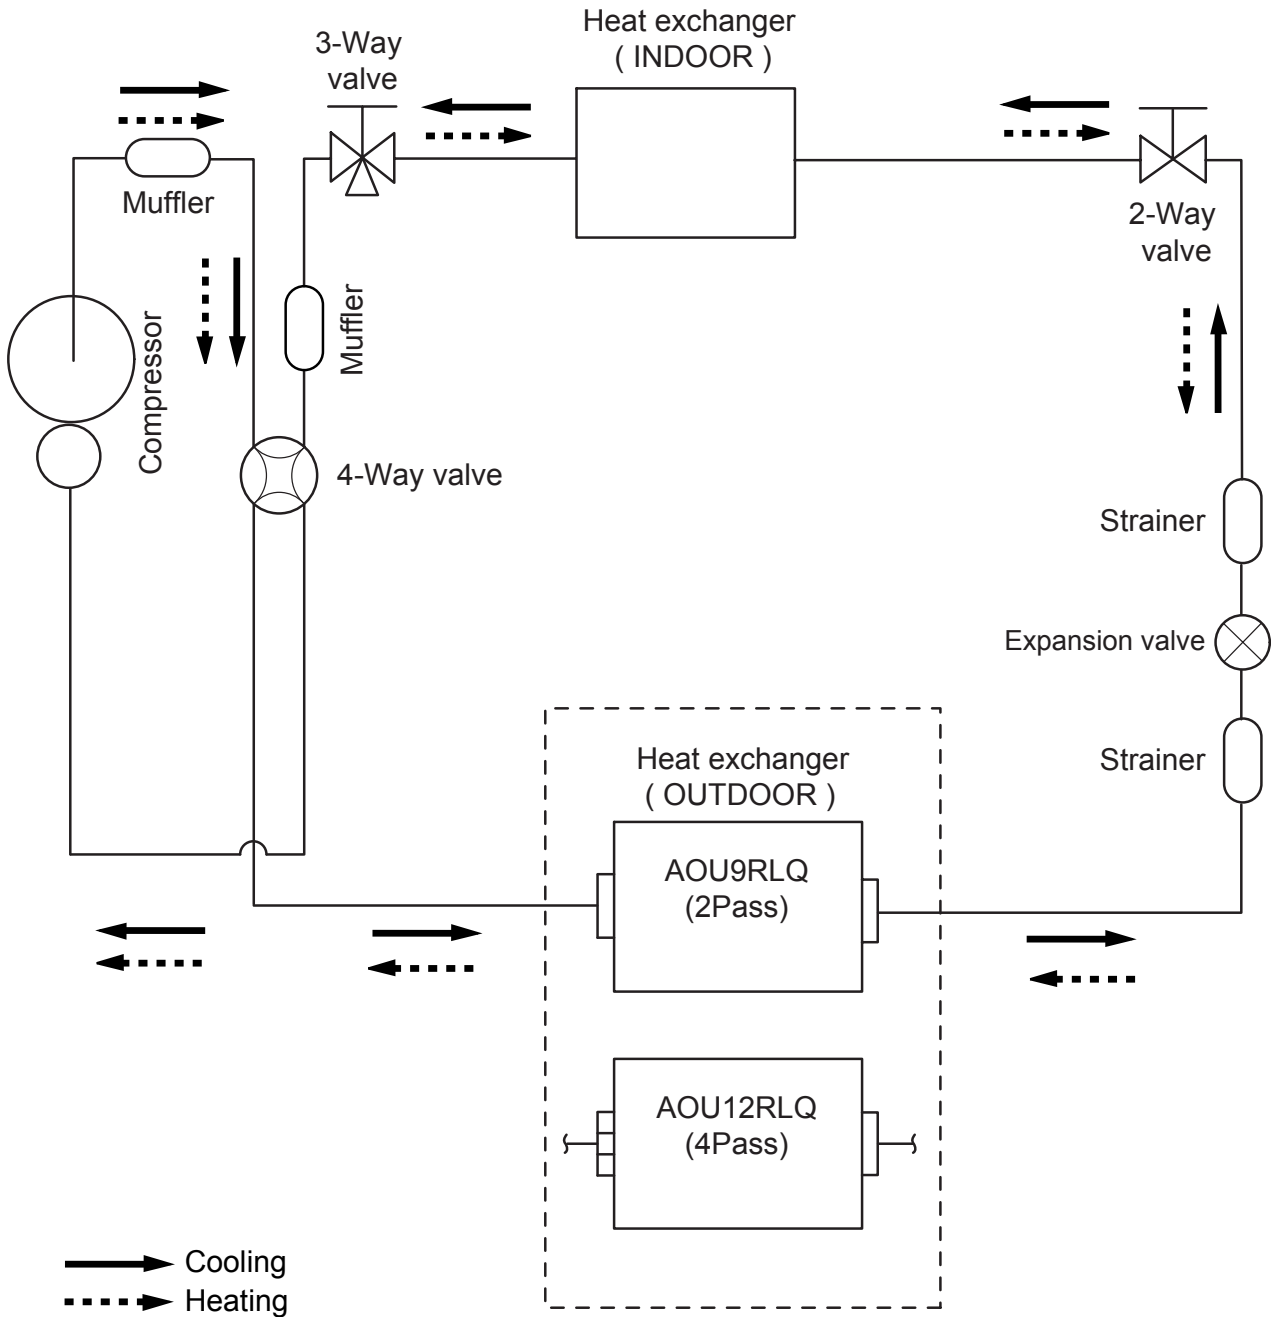 Heat exchanger
( INDOOR )
3-Way
valve
Muffler
2-Way
valve
Muffler
Compressor
4-Way valve
Strainer
Expansion valve
Strainer
Heat exchanger
( OUTDOOR )
AOU9RLQ
(2Pass)
AOU12RLQ
(4Pass)
Cooling
Heating